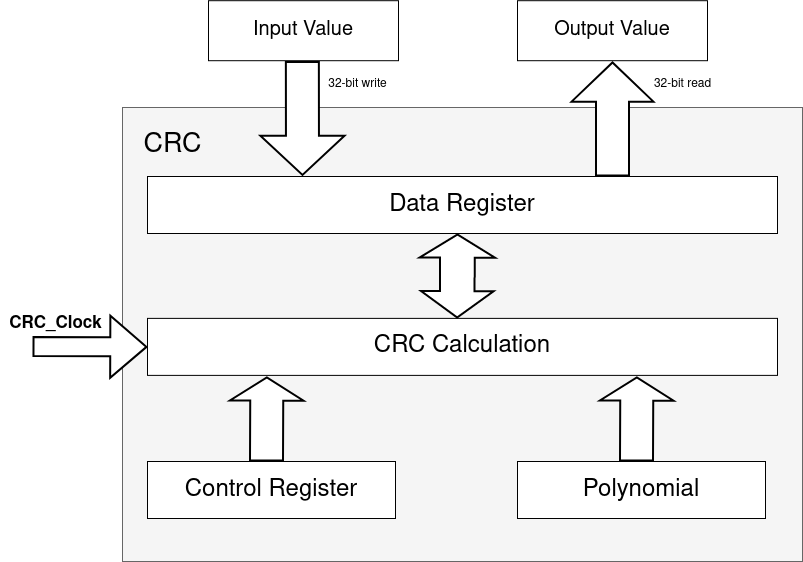 Input Value
Output Value
32-bit write
32-bit read
CRC
Data Register
CRC_Clock
CRC Calculation
Control Register
Polynomial